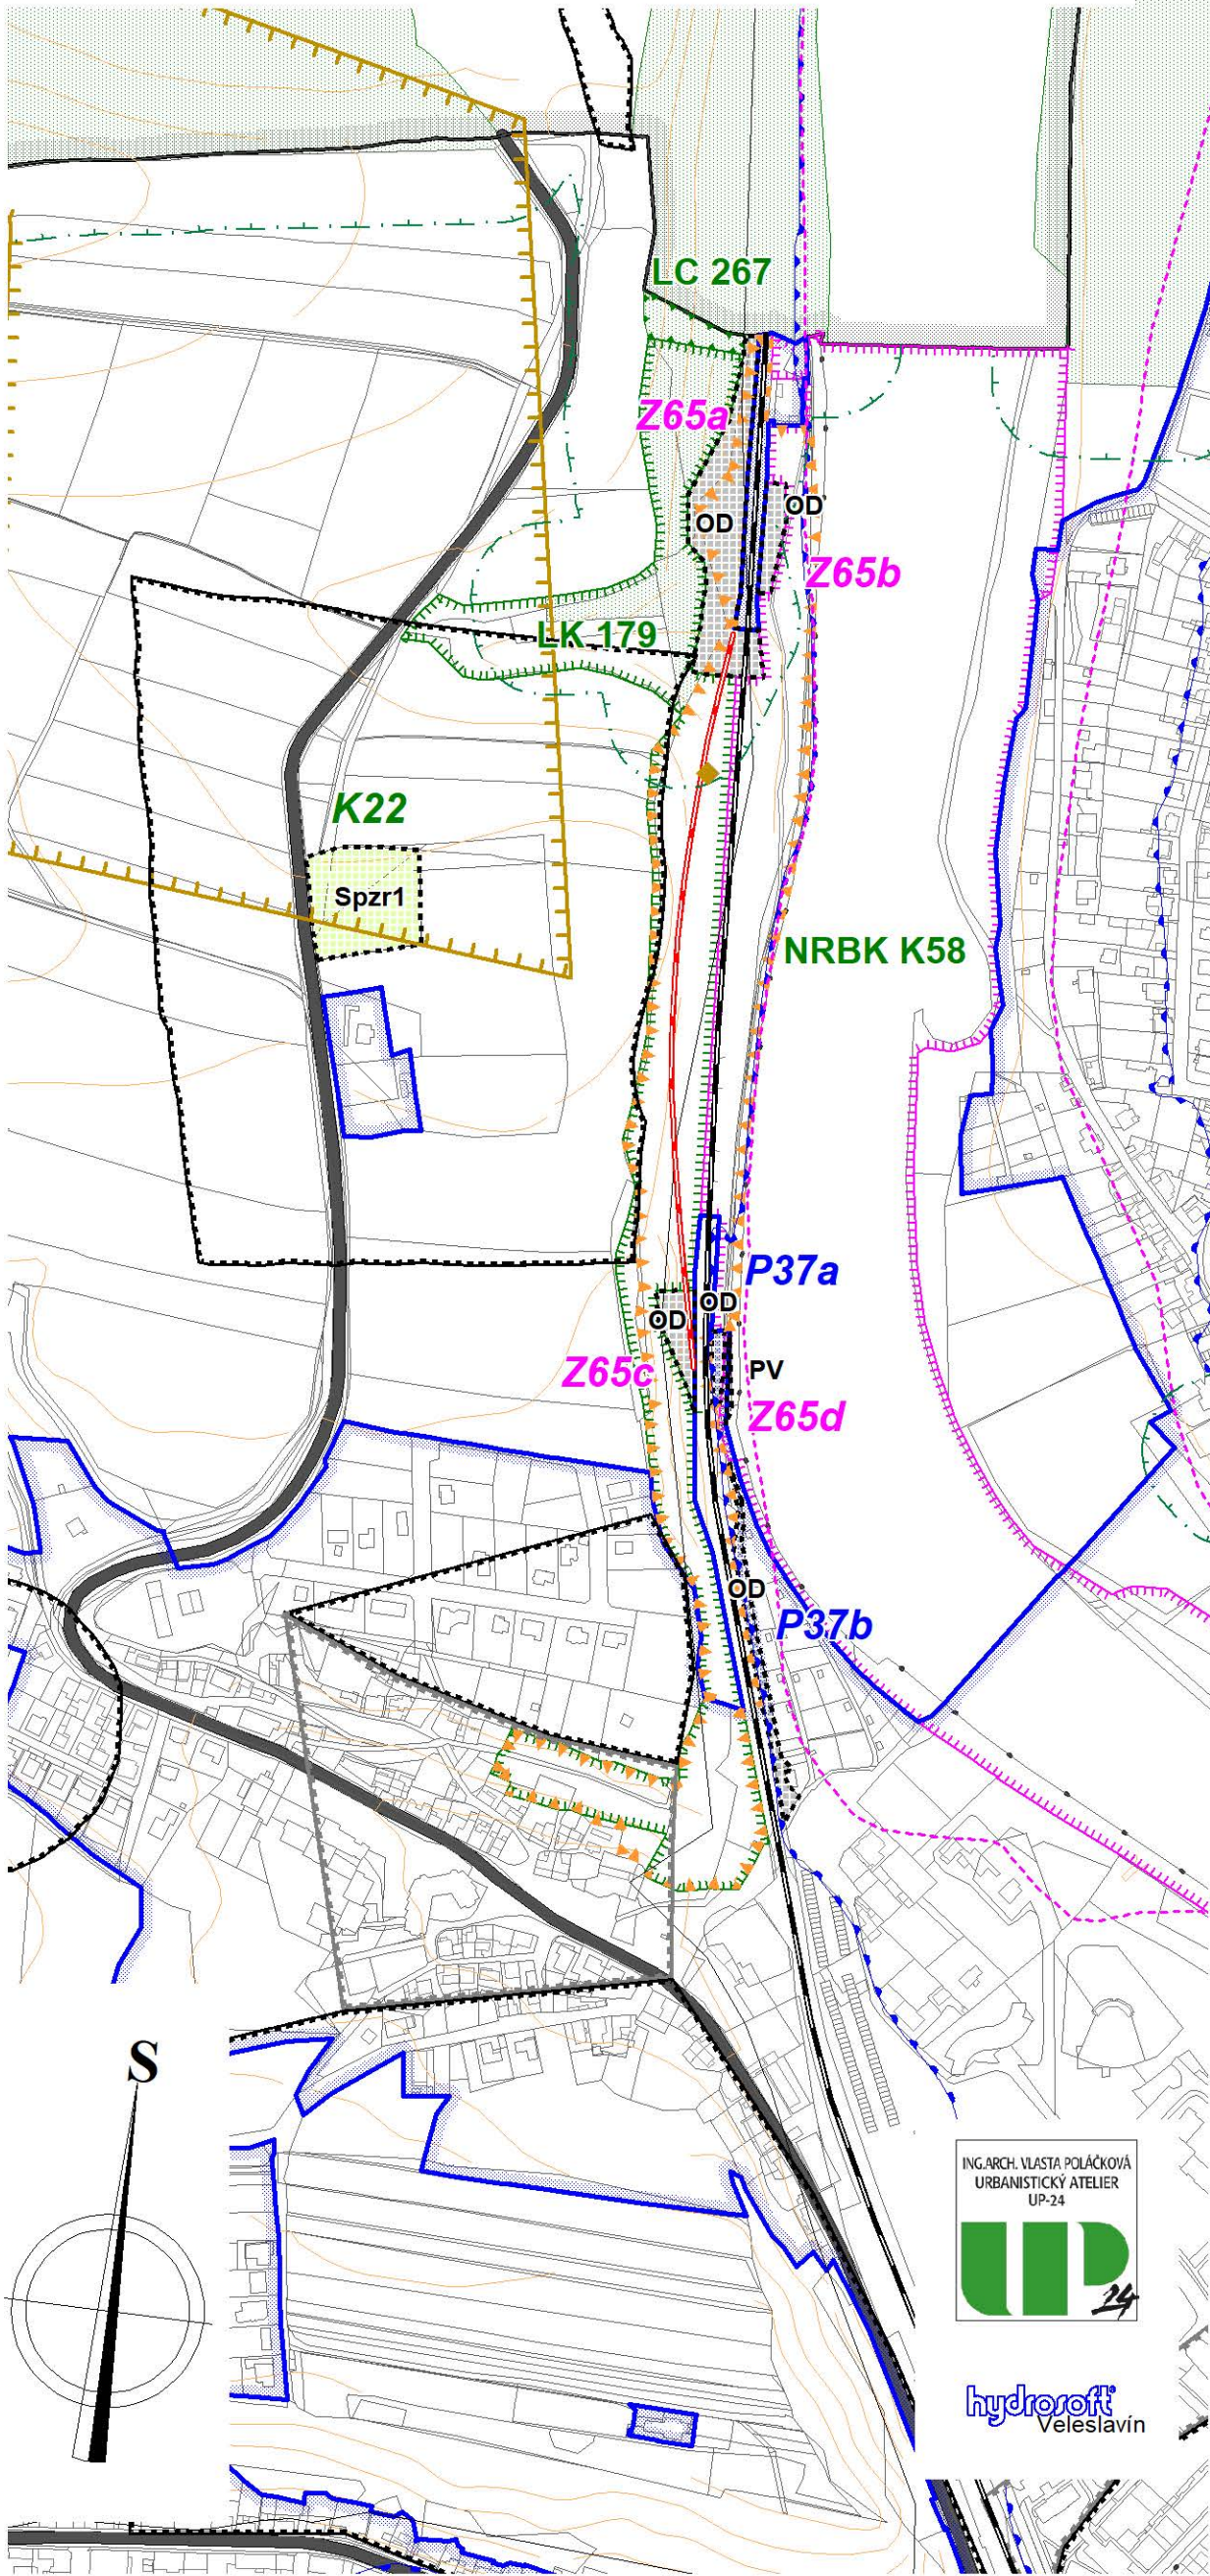 LC 267
Z65a
OD
OD
Z65b
LK 179
K22
Spzr1
NRBK K58
P37a
OD
OD
Z65c
PV
Z65d
OD
P37b
S
ING.ARCH. VLASTA POLÁČKOVÁ
URBANISTICKÝ ATELIER
UP-24
UP
24
hydrosoft
Veleslavín